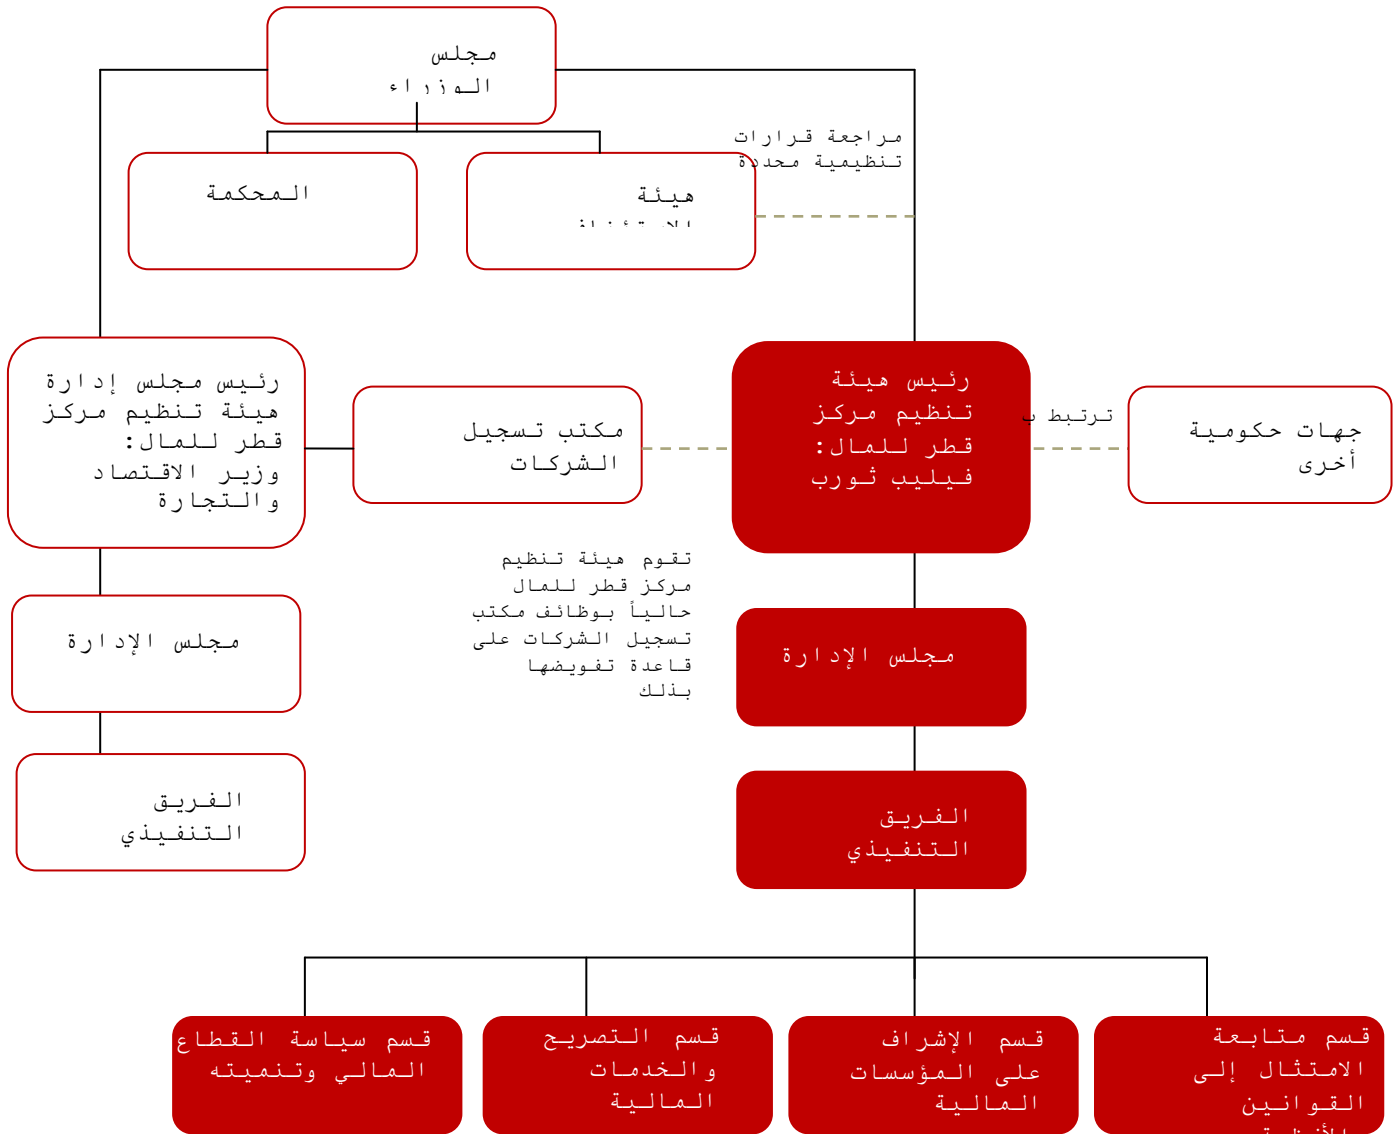 مجلس
الوزراء
مراجعة قرارات
تنظيمية محددة
هيئة
المحكمة
رئيس هيئة
تنظيم مركز
قطر للمال:
فيليب ثورب
ترتبط ب
جهات حكومية
أخرى
مكتب تسجيل
الشركات
رئيس مجلس إدارة
هيئة تنظيم مركز
قطر للمال:
وزير الاقتصاد
والتجارة
تقوم هيئة تنظيم
مركز قطر للمال
حالياً بوظائف مكتب
تسجيل الشركات على
قاعدة تفويضها
بذلك
مجلس الإدارة
مجلس الإدارة
الفريق
التنفيذي
الفريق
التنفيذي
قسم متابعة
الامتثال إلى
القوانين
قسم الإشراف
على المؤسسات
المالية
قسم التصريح
والخدمات
المالية
قسم سياسة القطاع
المالي وتنميته